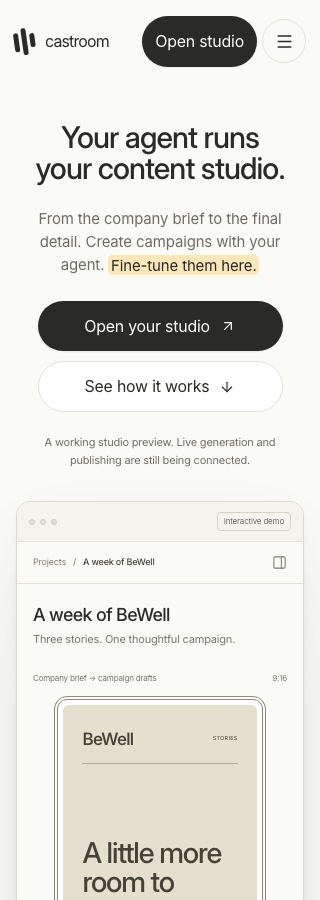 castroom
Open studio
Your agent runs
your content studio.
From the company brief to the final
detail. Create campaigns with your
agent. Fine-tune them here.
Open your studio ↗
See how it works ↓
A working studio preview. Live generation and
publishing are still being connected.
Interactive demo
Projects / A week of BeWell
A week of BeWell
Three stories. One thoughtful campaign.
Company brief → campaign drafts 9:16
BeWell STORIES
A little more
room to